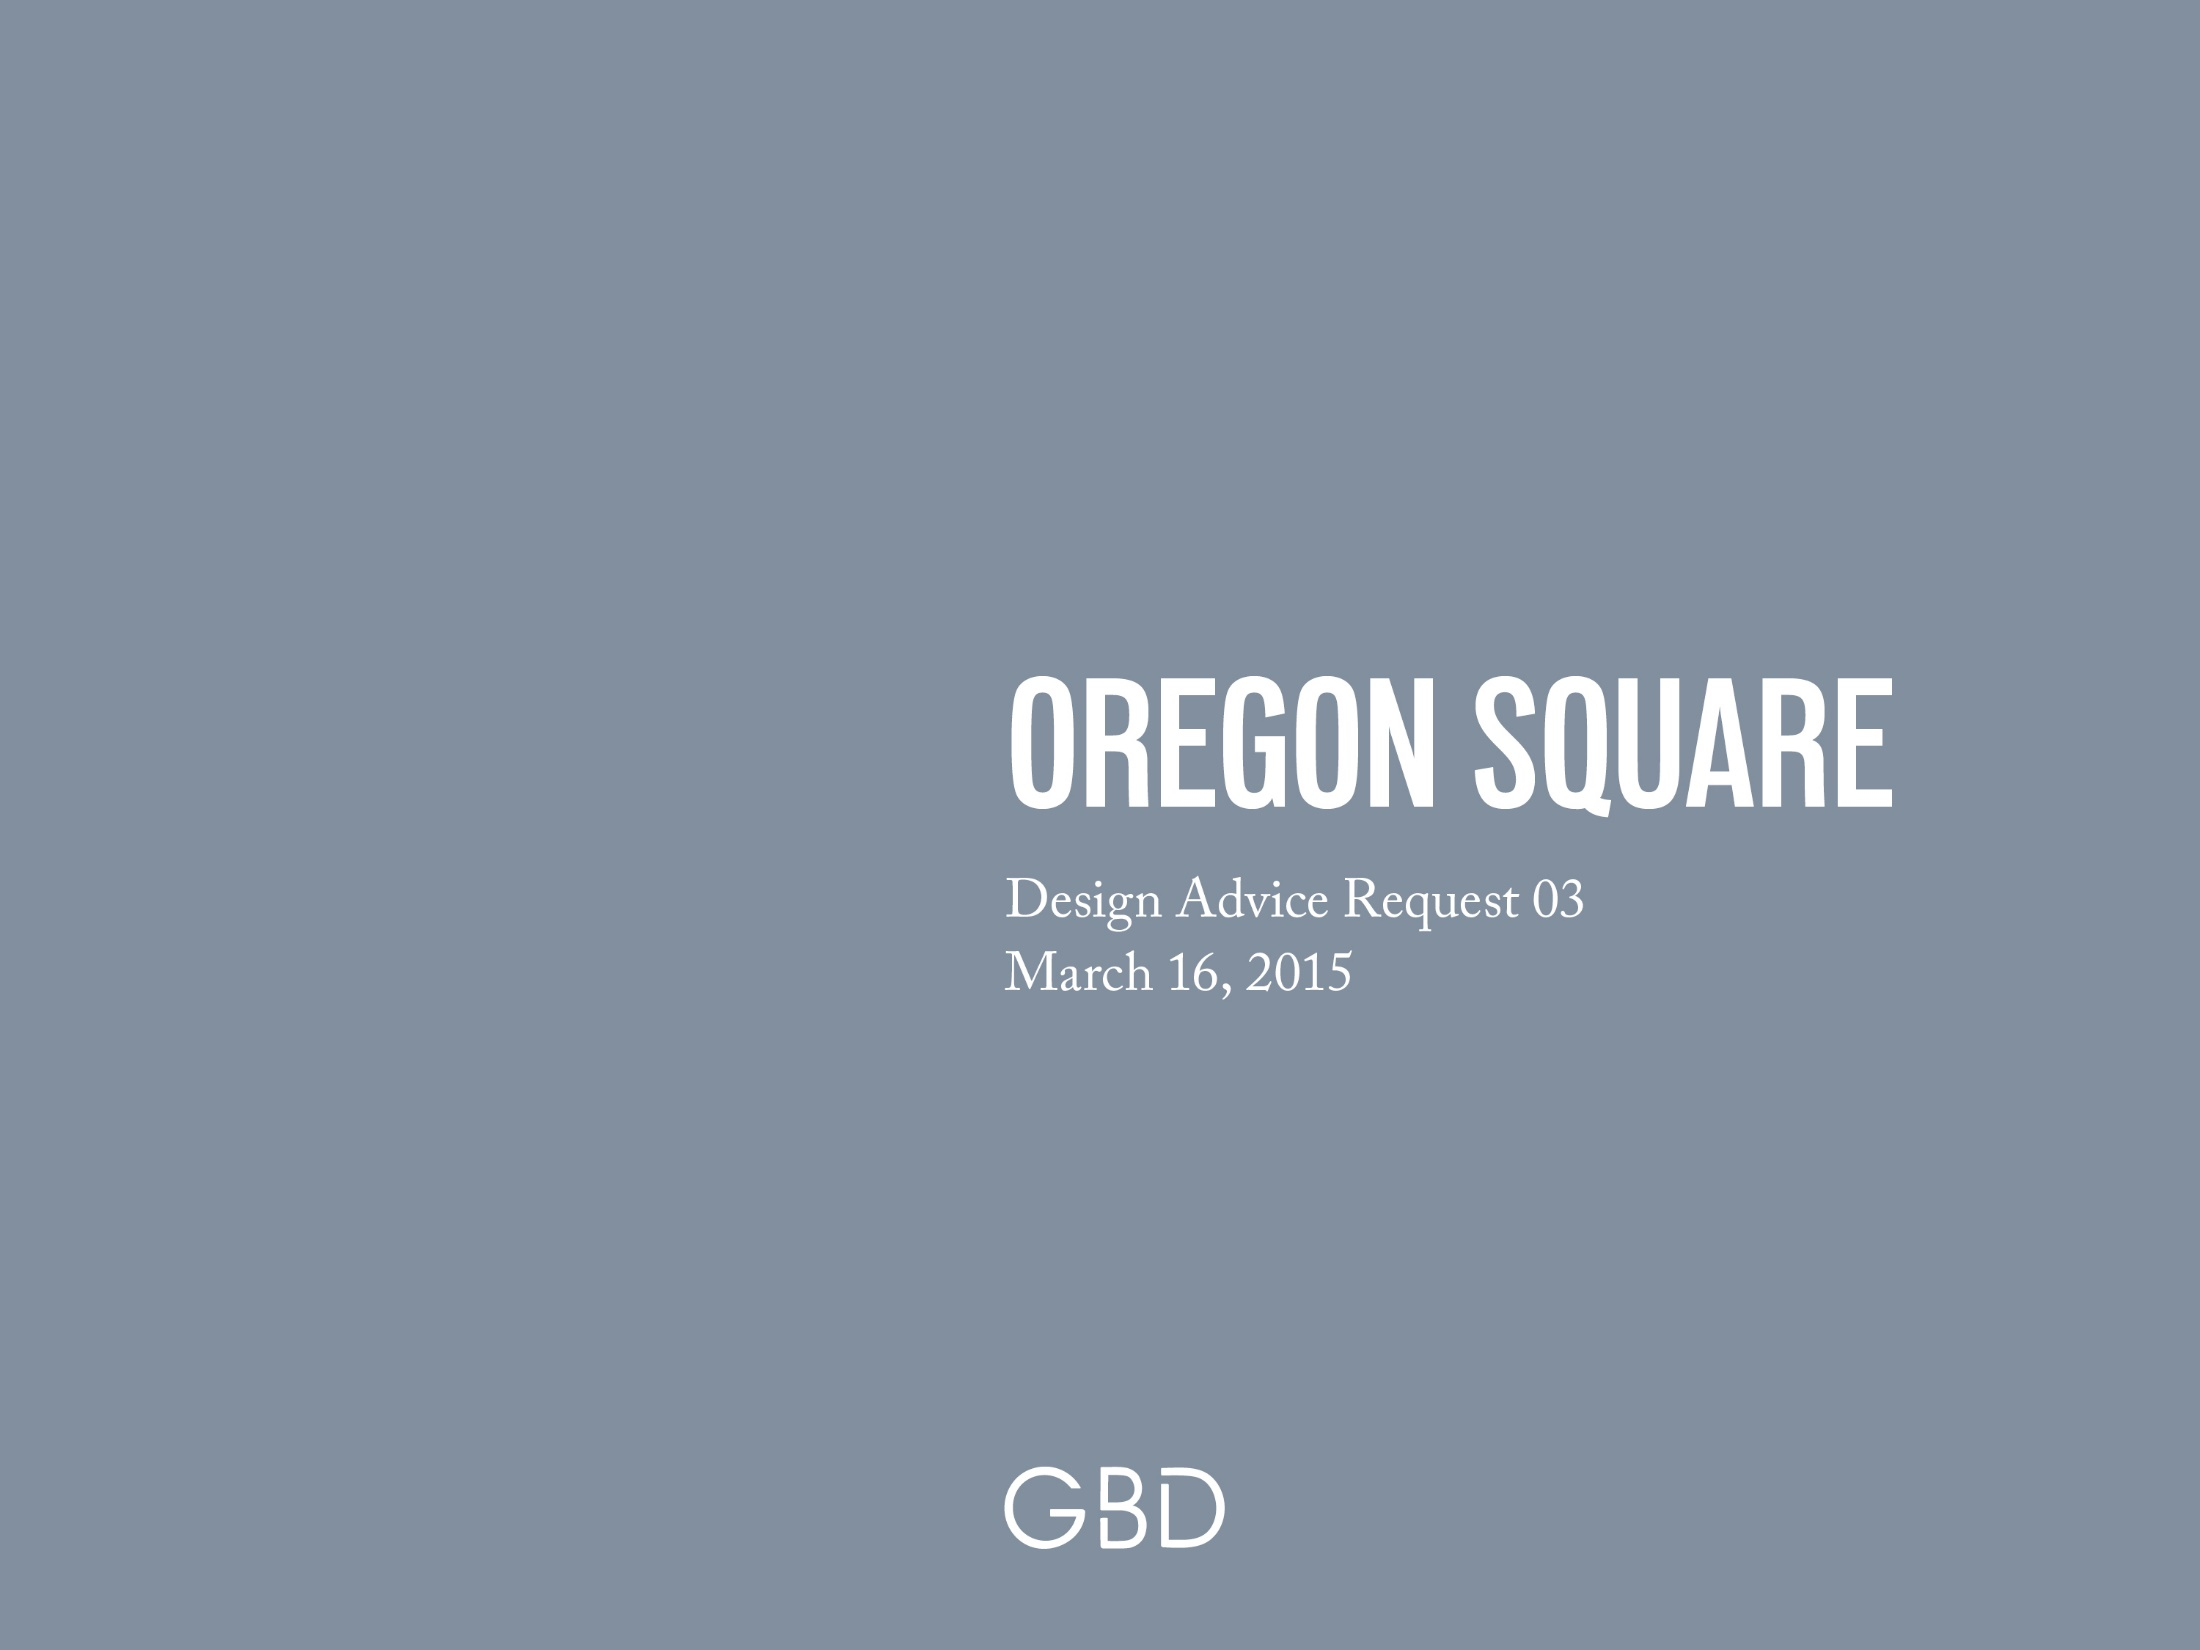 OREGON SQUARE
Design Advice Request 03
March 16, 2015
GBD